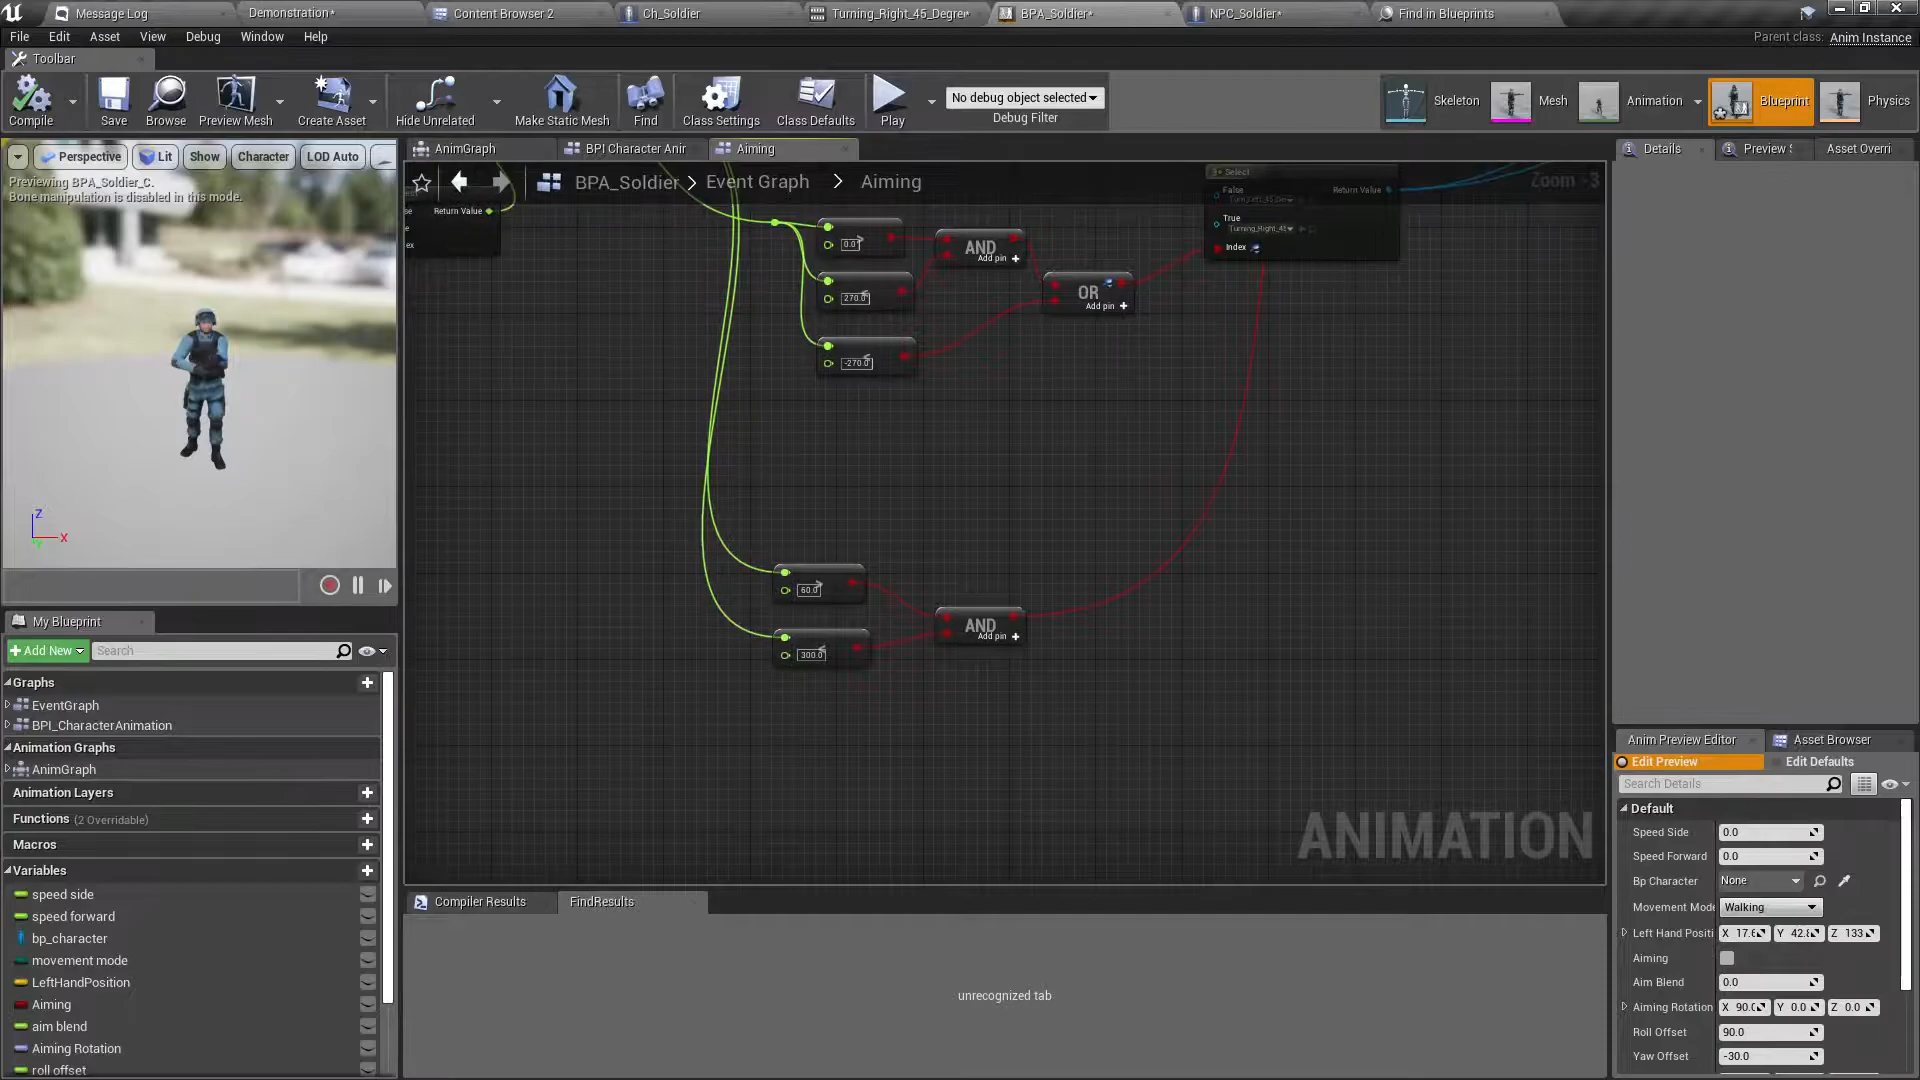 Message Log
Demonstration*
Content Browser 2
Ch_Soldier
Turning_Right_45_Degree*
BPA_Soldier*
NPC_Soldier*
Find in Blueprints
File
Edit
Asset
View
Debug
Window
Help
Parent class:
Anim Instance
Toolbar
Compile
Save
Browse
Preview Mesh
Create Asset
Hide Unrelated
Make Static Mesh
Find
Class Settings
Class Defaults
Play
No debug object selected
Debug Filter
Skeleton
Mesh
Animation
Blueprint
Physics
Perspective
Lit
Show
Character
LOD Auto
Previewing BPA_Soldier_C.
Bone manipulation is disabled in this mode.
Z
X
Y
AnimGraph
BPI Character Anir
Aiming
BPA_Soldier > Event Graph > Aiming
Zoom -3
Return Value
Select
False
Return Value
True
Turning_Right_45
Index
0.0
270.0
-270.0
AND
Add pin +
OR
Add pin +
60.0
300.0
AND
Add pin +
ANIMATION
My Blueprint
+ Add New
Search
Graphs
EventGraph
BPI_CharacterAnimation
Animation Graphs
AnimGraph
Animation Layers
Functions (2 Overridable)
Macros
Variables
speed side
speed forward
bp_character
movement mode
LeftHandPosition
Aiming
aim blend
Aiming Rotation
roll offset
Compiler Results
FindResults
unrecognized tab
Details
Preview S
Asset Overri
Anim Preview Editor
Asset Browser
Edit Preview
Edit Defaults
Search Details
Default
Speed Side
0.0
Speed Forward
0.0
Bp Character
None
Movement Mode
Walking
Left Hand Positi
X 17.6
Y 42.8
Z 133
Aiming
Aim Blend
0.0
Aiming Rotation
X 90.0
Y 0.0
Z 0.0
Roll Offset
90.0
Yaw Offset
-30.0